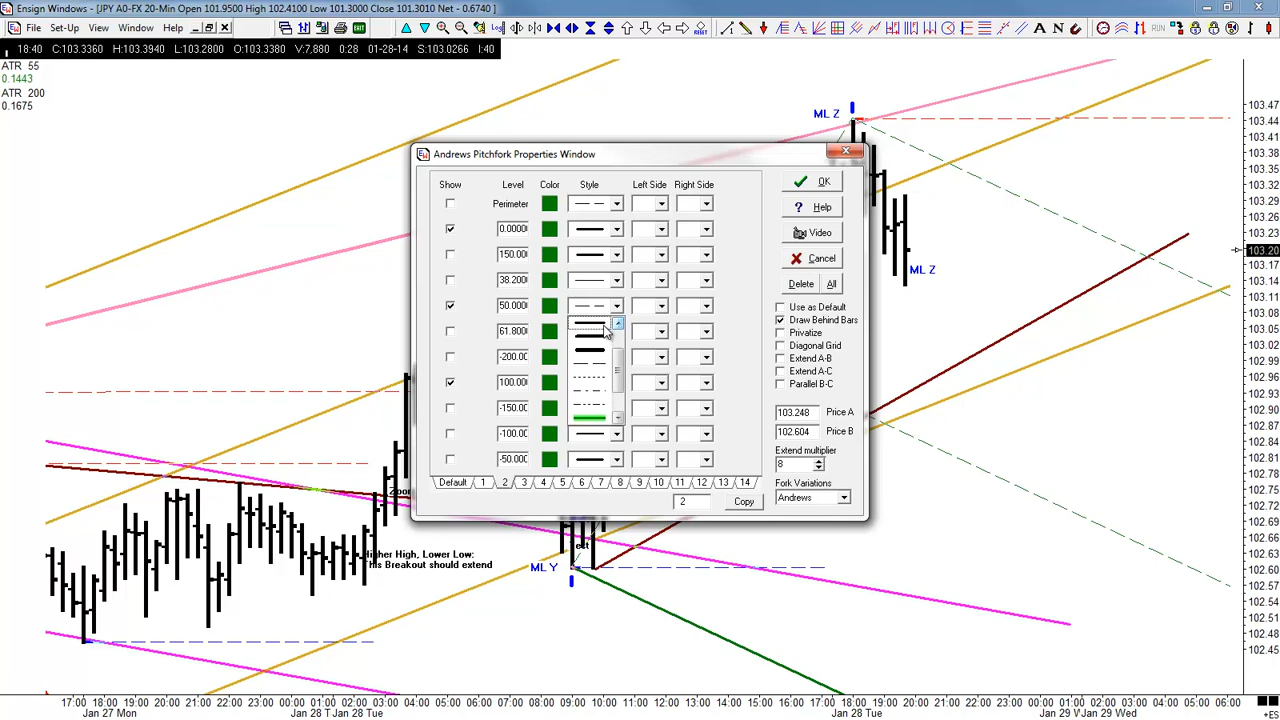 Ensign Windows - [JPY A0-FX 20-Min Open 101.9500 High 102.4100 Low 101.3000 Close 101.3010 Net - 0.6740 ]
File Set-Up View Window Help
18:40 C:103.3360 H:103.3940 L:103.2800 O:103.3380 V:7,880 0:28 01-28-14 S:103.0266 I:40
ATR 55
0.1443
ATR 200
0.1675
ML Z
ML Z
ML Y
Higher High, Lower Low:
his Breakout should extend
Andrews Pitchfork Properties Window
Show Level Color Style Left Side Right Side
Perimeter
0.0000
150.00
38.200
50.000
61.800
-200.00
100.00
-150.00
-100.00
-50.000
Default 1 2 3 4 5 6 7 8 9 10 11 12 13 14
2 Copy
OK
Help
Video
Cancel
Delete All
Use as Default
Draw Behind Bars
Privatize
Diagonal Grid
Extend A-B
Extend A-C
Parallel B-C
103.248 Price A
102.604 Price B
Extend multiplier
8
Fork Variations
Andrews
103.47
103.44
103.38
103.35
103.32
103.29
103.26
103.23
103.20
103.17
103.14
103.11
103.08
103.05
103.02
102.99
102.96
102.93
102.90
102.87
102.84
102.81
102.78
102.75
102.72
102.69
102.66
102.63
102.60
102.57
102.54
102.51
102.48
102.45
17:00 18:00 19:00 20:00 21:00 22:00 23:00 00:00 01:00 02:00 03:00 04:00 05:00 06:00 07:00 08:00 09:00 10:00 11:00 12:00 13:00 14:00 15:00 16:00 17:00 18:00 19:00 20:00 21:00 22:00 23:00 00:00 01:00 02:00 03:00 04:00 05:00 06:00
Jan 27 Mon Jan 28 T Jan 28 Tue Jan 28 Tue Jan 29 V Jan 29 Wed
+ES